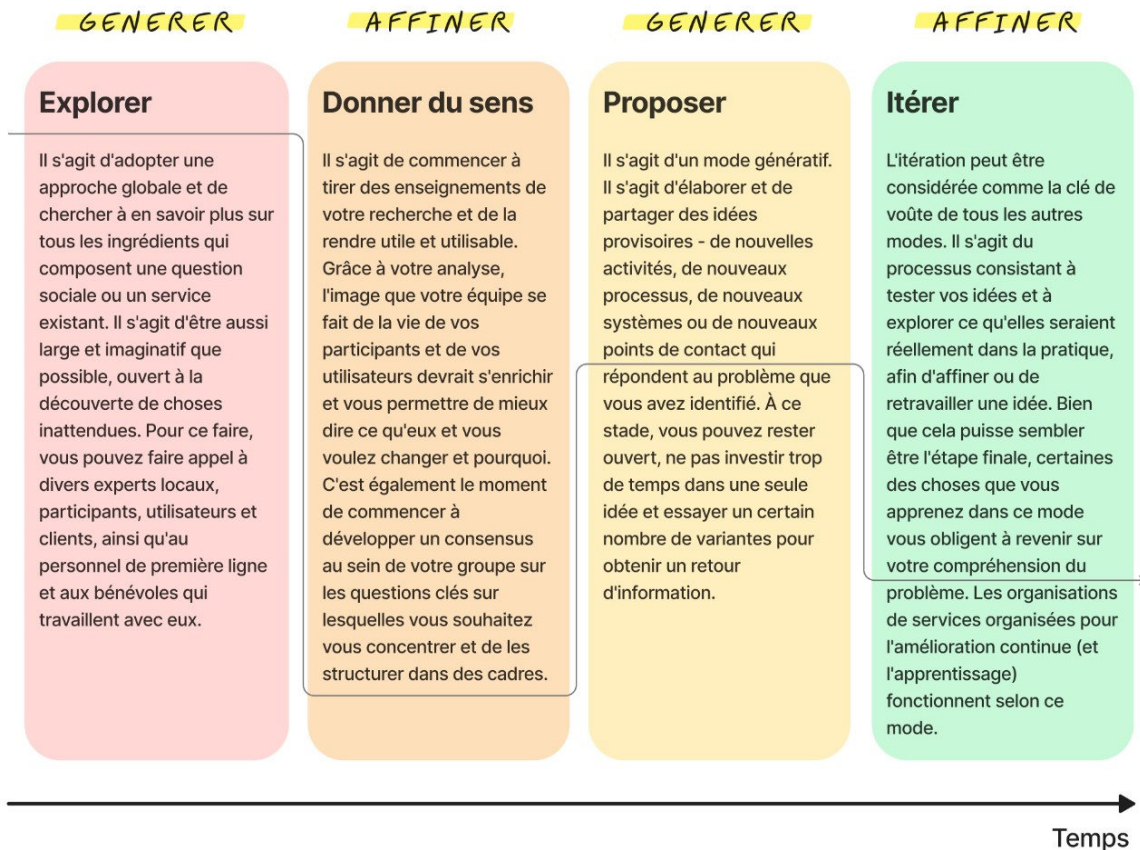 GENERER
AFFINER
GENERER
AFFINER
Explorer
Il s'agit d'adopter une
approche globale et de
chercher à en savoir plus sur
tous les ingrédients qui
composent une question
sociale ou un service
existant. Il s'agit d'être aussi
large et imaginatif que
possible, ouvert à la
découverte de choses
inattendues. Pour ce faire,
vous pouvez faire appel à
divers experts locaux,
participants, utilisateurs et
clients, ainsi qu'au
personnel de première ligne
et aux bénévoles qui
travaillent avec eux.
Donner du sens
Il s'agit de commencer à
tirer des enseignements de
votre recherche et de la
rendre utile et utilisable.
Grâce à votre analyse,
l'image que votre équipe se
fait de la vie de vos
participants et de vos
utilisateurs devrait s'enrichir
et vous permettre de mieux
dire ce qu'eux et vous
voulez changer et pourquoi.
C'est également le moment
de commencer à
développer un consensus
au sein de votre groupe sur
les questions clés sur
lesquelles vous souhaitez
vous concentrer et de les
structurer dans des cadres.
Proposer
Il s'agit d'un mode génératif.
Il s'agit d'élaborer et de
partager des idées
provisoires - de nouvelles
activités, de nouveaux
processus, de nouveaux
systèmes ou de nouveaux
points de contact qui
répondent au problème que
vous avez identifié. À ce
stade, vous pouvez rester
ouvert, ne pas investir trop
de temps dans une seule
idée et essayer un certain
nombre de variantes pour
obtenir un retour
d'information.
Itérer
L'itération peut être
considérée comme la clé de
voûte de tous les autres
modes. Il s'agit du
processus consistant à
tester vos idées et à
explorer ce qu'elles seraient
réellement dans la pratique,
afin d'affiner ou de
retravailler une idée. Bien
que cela puisse sembler
être l'étape finale, certaines
des choses que vous
apprenez dans ce mode
vous obligent à revenir sur
votre compréhension du
problème. Les organisations
de services organisées pour
l'amélioration continue (et
l'apprentissage)
fonctionnent selon ce
mode.
Temps